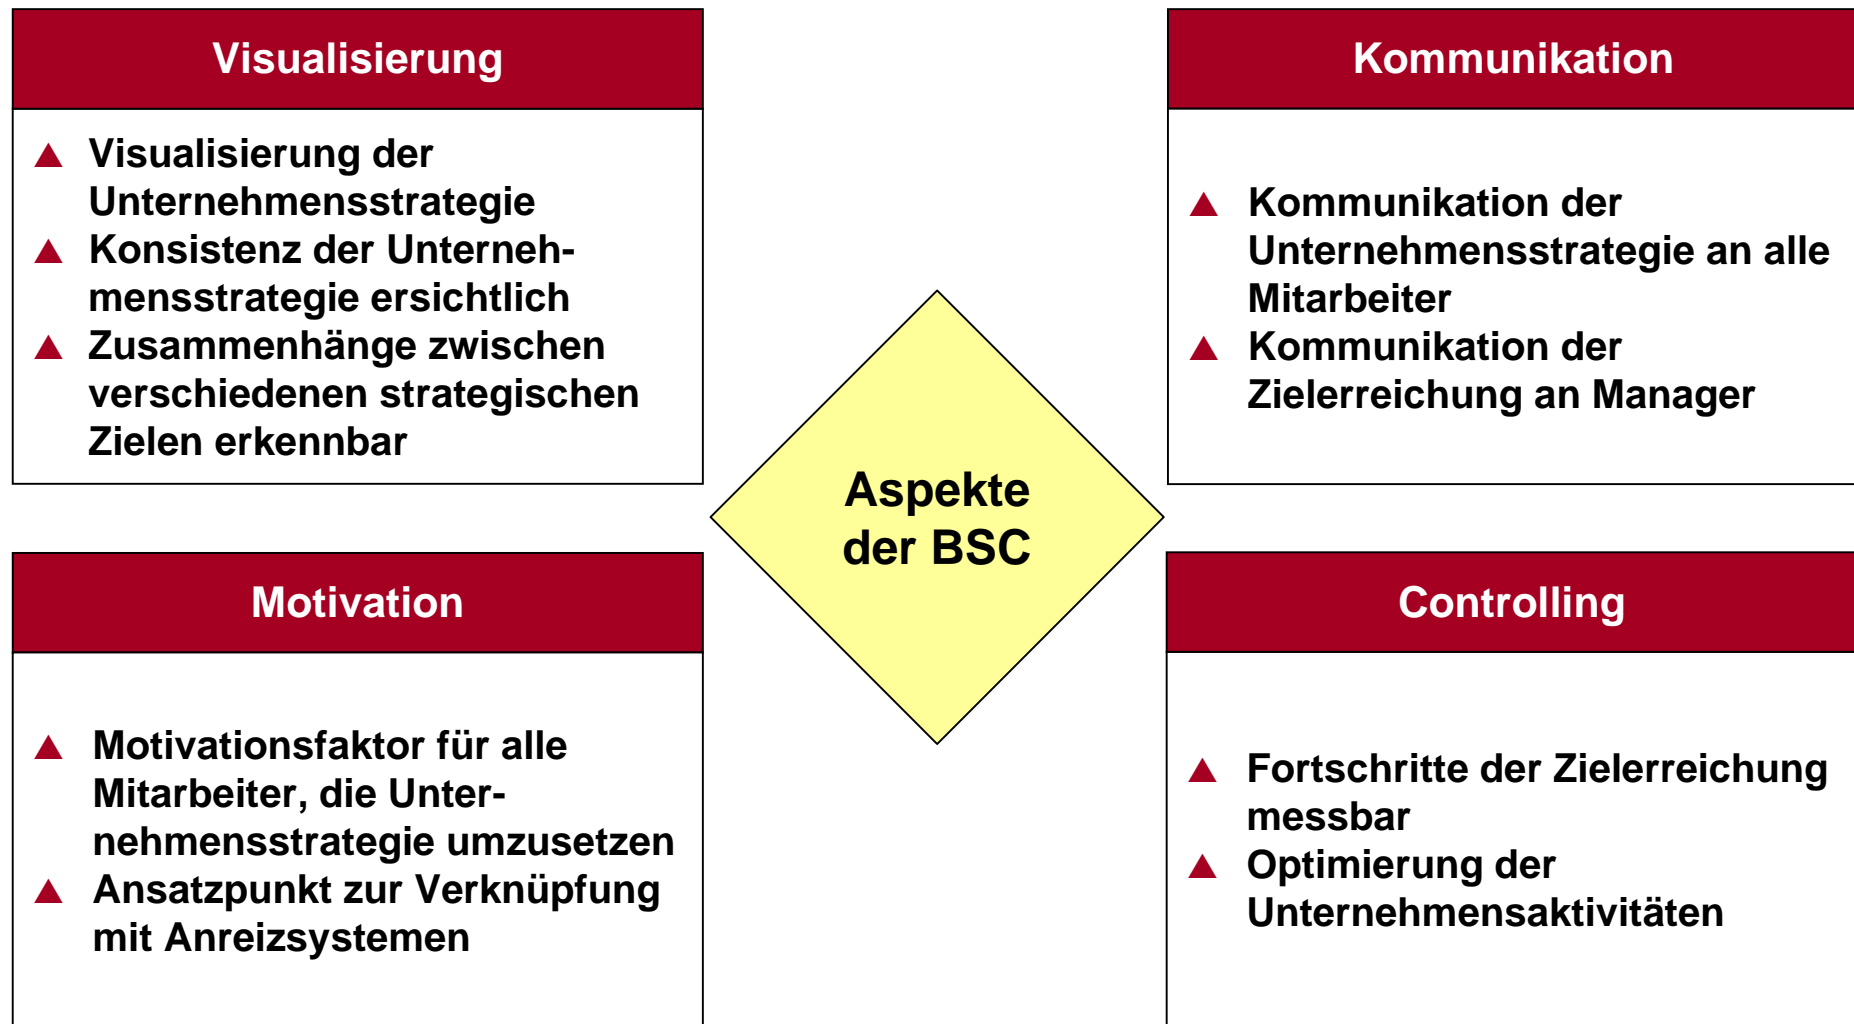 Visualisierung
Visualisierung der
Unternehmensstrategie
Konsistenz der Unterneh-
mensstrategie ersichtlich
Zusammenhänge zwischen
verschiedenen strategischen
Zielen erkennbar
Kommunikation
Kommunikation der
Unternehmensstrategie an alle
Mitarbeiter
Kommunikation der
Zielerreichung an Manager
Aspekte
der BSC
Motivation
Motivationsfaktor für alle
Mitarbeiter, die Unter-
nehmensstrategie umzusetzen
Ansatzpunkt zur Verknüpfung
mit Anreizsystemen
Controlling
Fortschritte der Zielerreichung
messbar
Optimierung der
Unternehmensaktivitäten